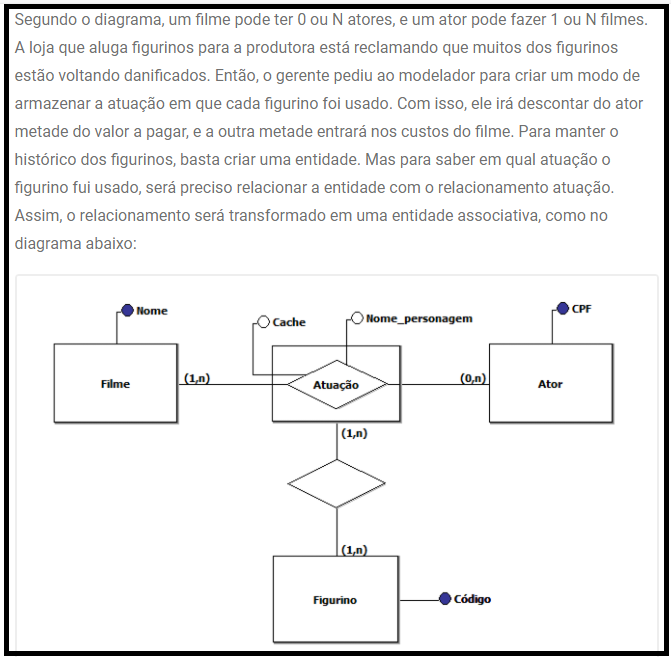 Segundo o diagrama, um filme pode ter 0 ou N atores, e um ator pode fazer 1 ou N filmes.
A loja que aluga figurinos para a produtora está reclamando que muitos dos figurinos
estão voltando danificados. Então, o gerente pediu ao modelador para criar um modo de
armazenar a atuação em que cada figurino foi usado. Com isso, ele irá descontar do ator
metade do valor a pagar, e a outra metade entrará nos custos do filme. Para manter o
histórico dos figurinos, basta criar uma entidade. Mas para saber em qual atuação o
figurino fui usado, será preciso relacionar a entidade com o relacionamento atuação.
Assim, o relacionamento será transformado em uma entidade associativa, como no
diagrama abaixo:
Nome
Cache
Nome_personagem
CPF
Filme
(1,n)
Atuação
(0,n)
Ator
(1,n)
(1,n)
Figurino
Código